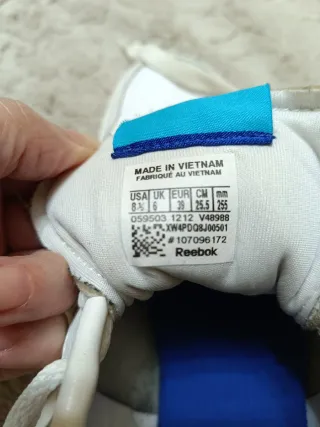 MADE IN VIETNAM
FABRIQUÉ AU VIETNAM
USA UK EUR CM mm
8½ 6 39 25.5 255
059503 1212 V48988
XW4PDQ8J00501
#107096172
Reebok